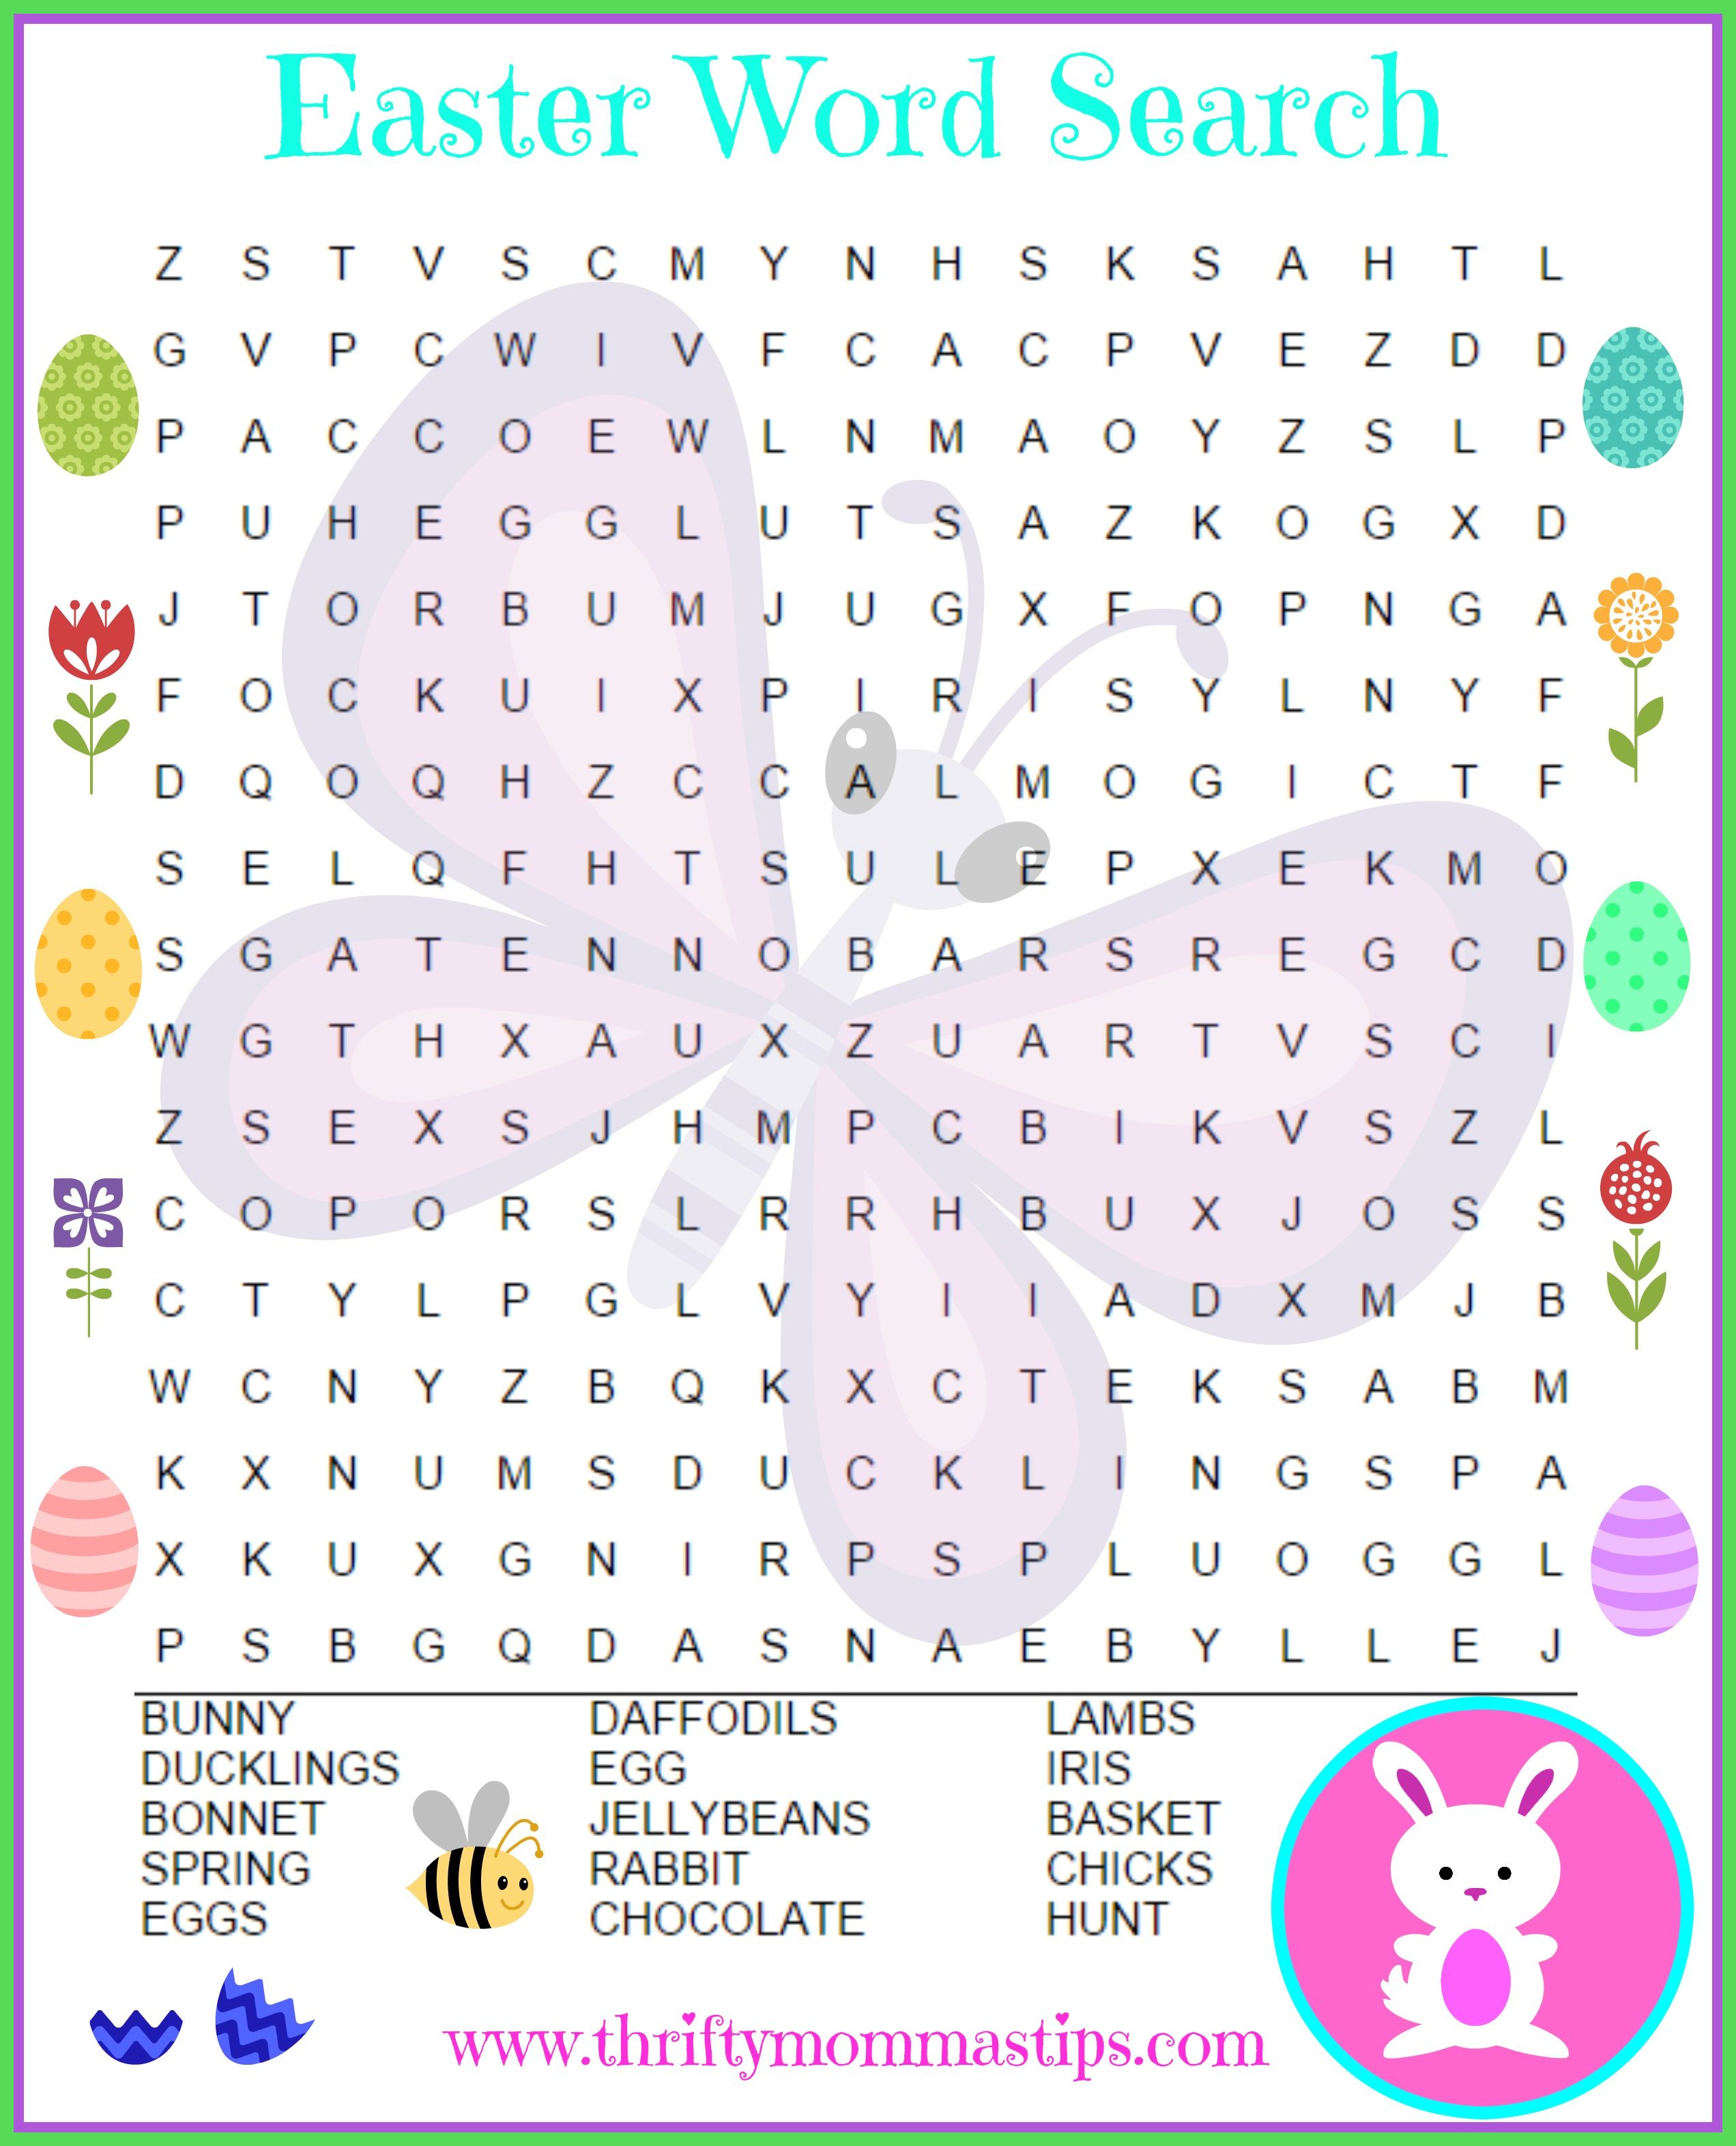 Easter Word Search
Z S T V S C M Y N H S K S A H T L
G V P C W I V F C A C P V E Z D D
P A C C O E W L N M A O Y Z S L P
P U H E G G L U T S A Z K O G X D
J T O R B U M J U G X F O P N G A
F O C K U I X P I R I S Y L N Y F
D Q O Q H Z C C A L M O G I C T F
S E L Q F H T S U L E P X E K M O
S G A T E N N O B A R S R E G C D
W G T H X A U X Z U A R T V S C I
Z S E X S J H M P C B I K V S Z L
C O P O R S L R R H B U X J O S S
C T Y L P G L V Y I I A D X M J B
W C N Y Z B Q K X C T E K S A B M
K X N U M S D U C K L I N G S P A
X K U X G N I R P S P L U O G G L
P S B G Q D A S N A E B Y L L E J
BUNNY DAFFODILS LAMBS
DUCKLINGS EGG IRIS
BONNET JELLYBEANS BASKET
SPRING RABBIT CHICKS
EGGS CHOCOLATE HUNT
www.thriftymommastips.com